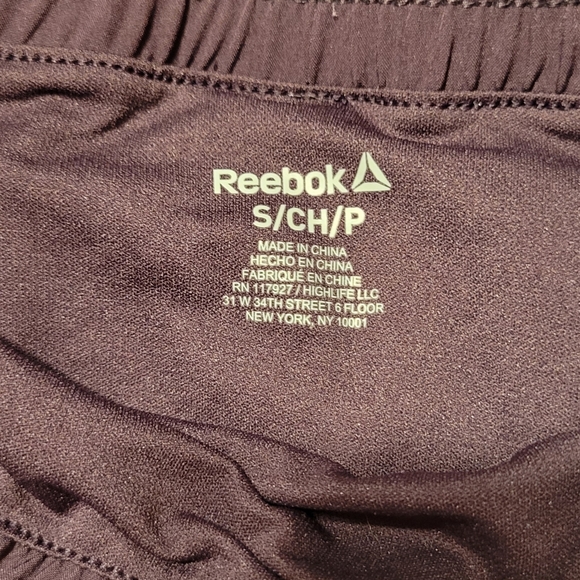 Reebok
S/CH/P
MADE IN CHINA
HECHO EN CHINA
FABRIQUÉ EN CHINE
RN 117927 / HIGHLIFE LLC
31 W 34TH STREET 6 FLOOR
NEW YORK, NY 10001